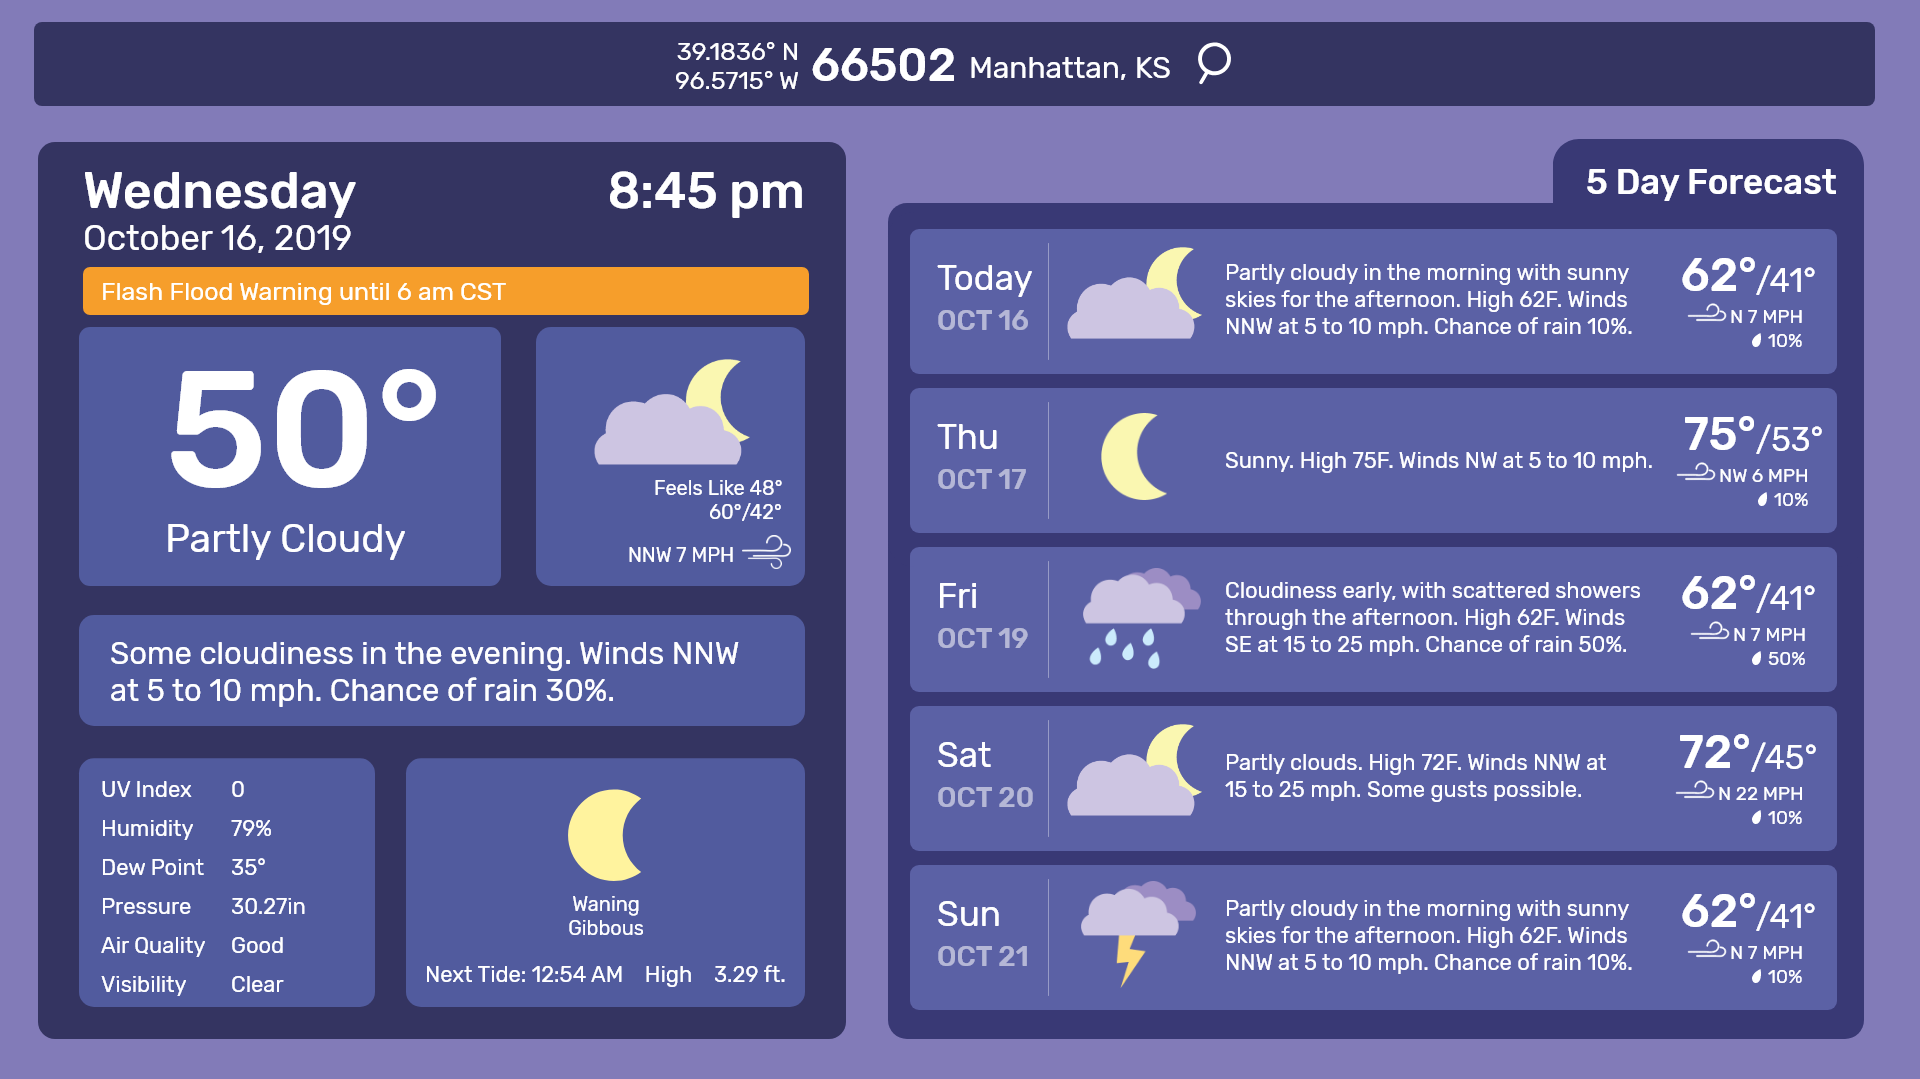 39.1836° N
96.5715° W
66502 Manhattan, KS
Wednesday
8:45 pm
October 16, 2019
Flash Flood Warning until 6 am CST
50°
Partly Cloudy
Feels Like 48°
60°/42°
NNW 7 MPH
Some cloudiness in the evening. Winds NNW
at 5 to 10 mph. Chance of rain 30%.
UV Index 0
Humidity 79%
Dew Point 35°
Pressure 30.27in
Air Quality Good
Visibility Clear
Waning
Gibbous
Next Tide: 12:54 AM High 3.29 ft.
5 Day Forecast
Today
OCT 16
Partly cloudy in the morning with sunny
skies for the afternoon. High 62F. Winds
NNW at 5 to 10 mph. Chance of rain 10%.
62°/41°
N 7 MPH
10%
Thu
OCT 17
Sunny. High 75F. Winds NW at 5 to 10 mph.
75°/53°
NW 6 MPH
10%
Fri
OCT 19
Cloudiness early, with scattered showers
through the afternoon. High 62F. Winds
SE at 15 to 25 mph. Chance of rain 50%.
62°/41°
N 7 MPH
50%
Sat
OCT 20
Partly clouds. High 72F. Winds NNW at
15 to 25 mph. Some gusts possible.
72°/45°
N 22 MPH
10%
Sun
OCT 21
Partly cloudy in the morning with sunny
skies for the afternoon. High 62F. Winds
NNW at 5 to 10 mph. Chance of rain 10%.
62°/41°
N 7 MPH
10%